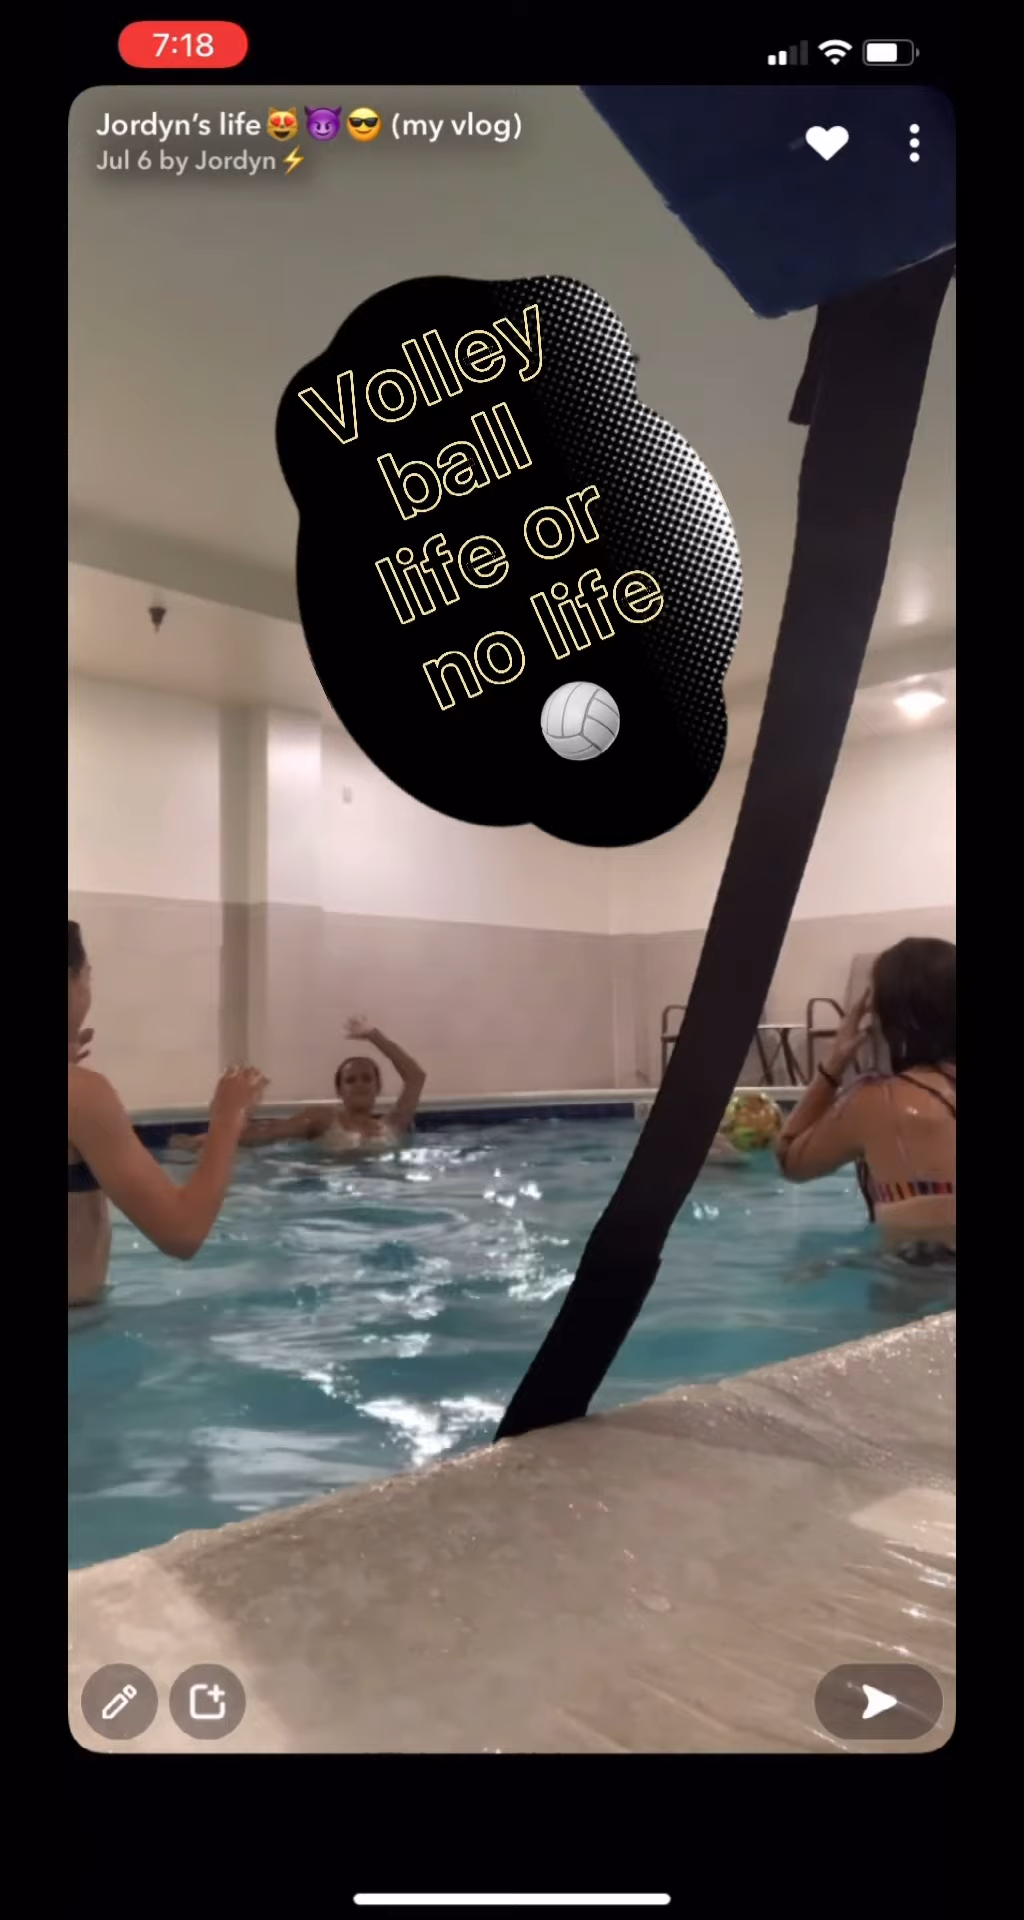 7:18
Jordyn's life😻😈😎 (my vlog)
Jul 6 by Jordyn⚡
Volley
ball
life or
no life
🏐